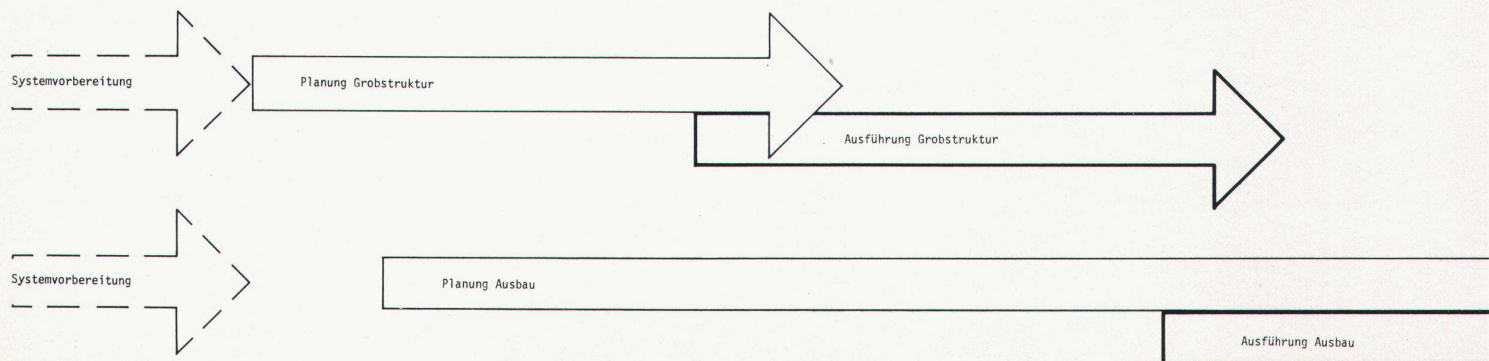 Systemvorbereitung
Planung Grobstruktur
Ausführung Grobstruktur
Systemvorbereitung
Planung Ausbau
Ausführung Ausbau